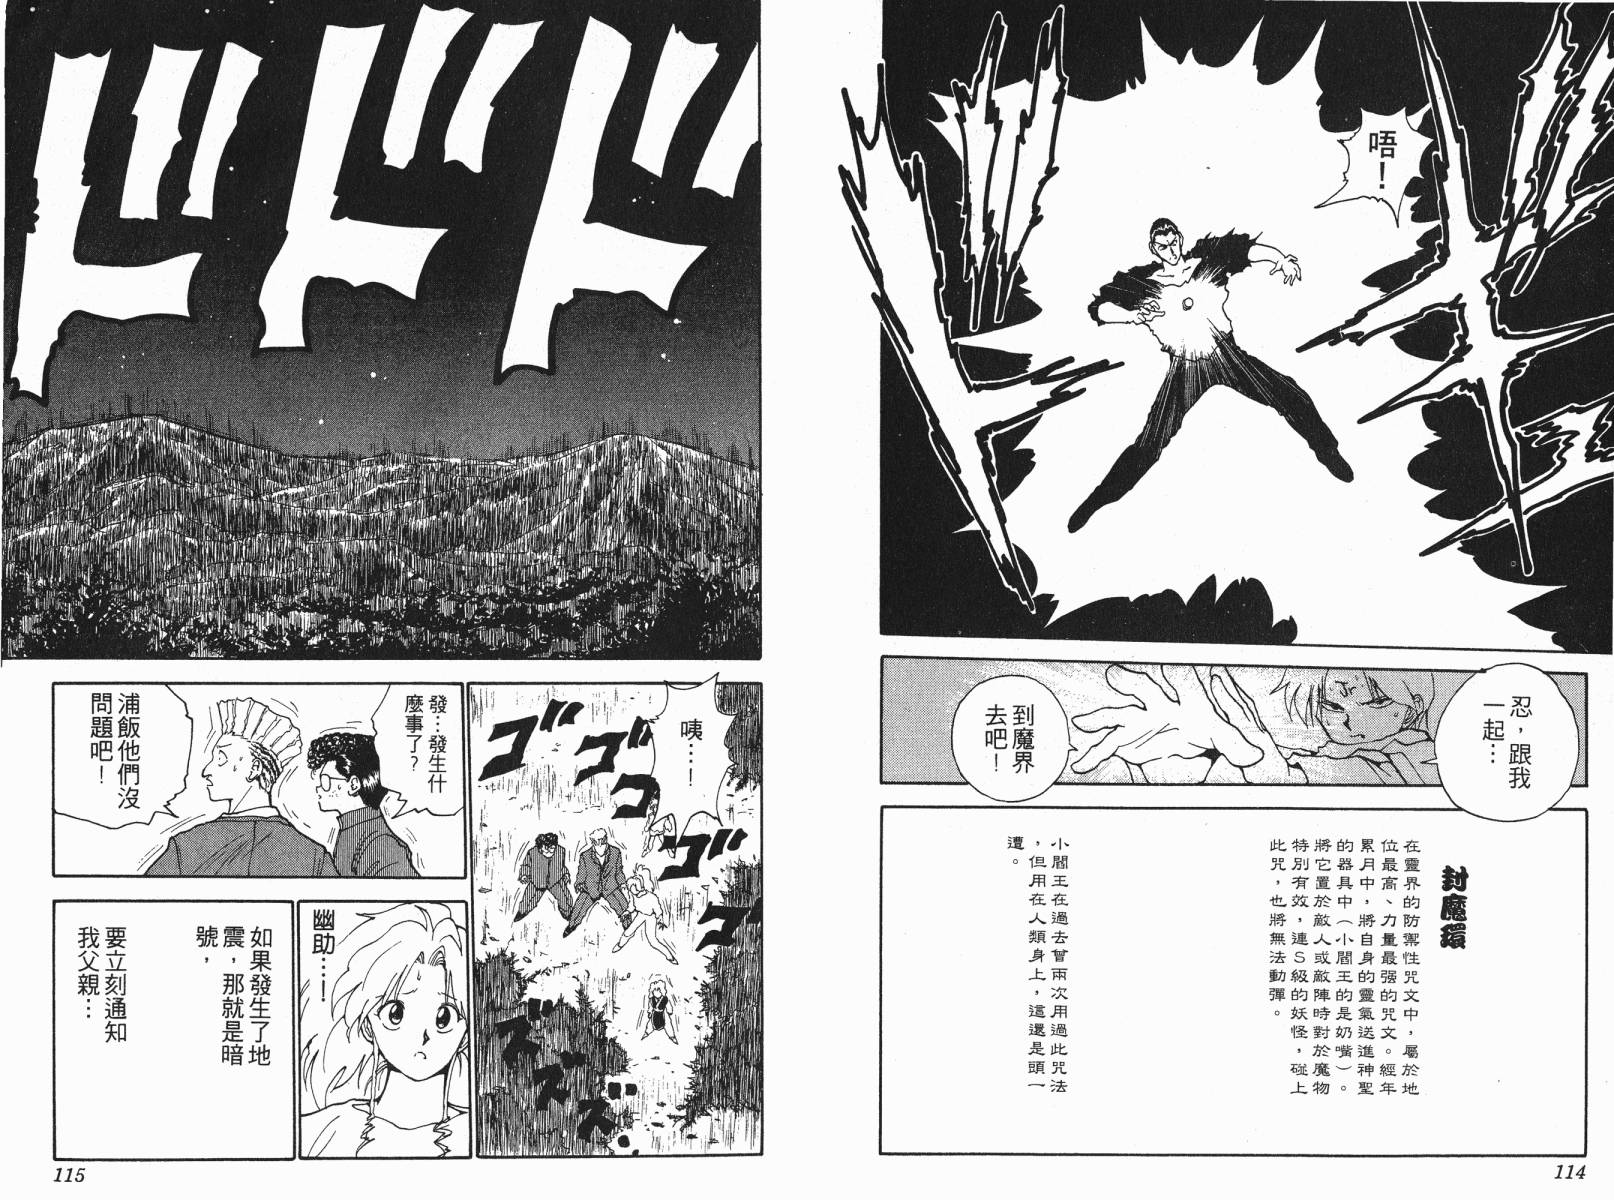 唔！
忍，跟我
一起…
到魔界
去吧！
封魔環
在靈界的防禦性咒文中，屬於地
位最高、力量最强的咒文。經年
累月中，將自身的靈氣送進神聖
的器具中（小閻王的是奶嘴）。
將它置於敵人或敵陣時對於魔物
特別有效，連S級的妖怪，碰上
此咒，也將無法動彈。
小閻王在過去曾兩次用過此咒法
，但用在人類身上，這還是頭一
遭。
114
ドドド
咦…！
ゴゴゴゴゴ
ズズズズ
發…發生什
麼事了？
浦飯他們沒
問題吧！
幽助……！
如果發生了地
震，那就是暗
號，
要立刻通知
我父親…
115